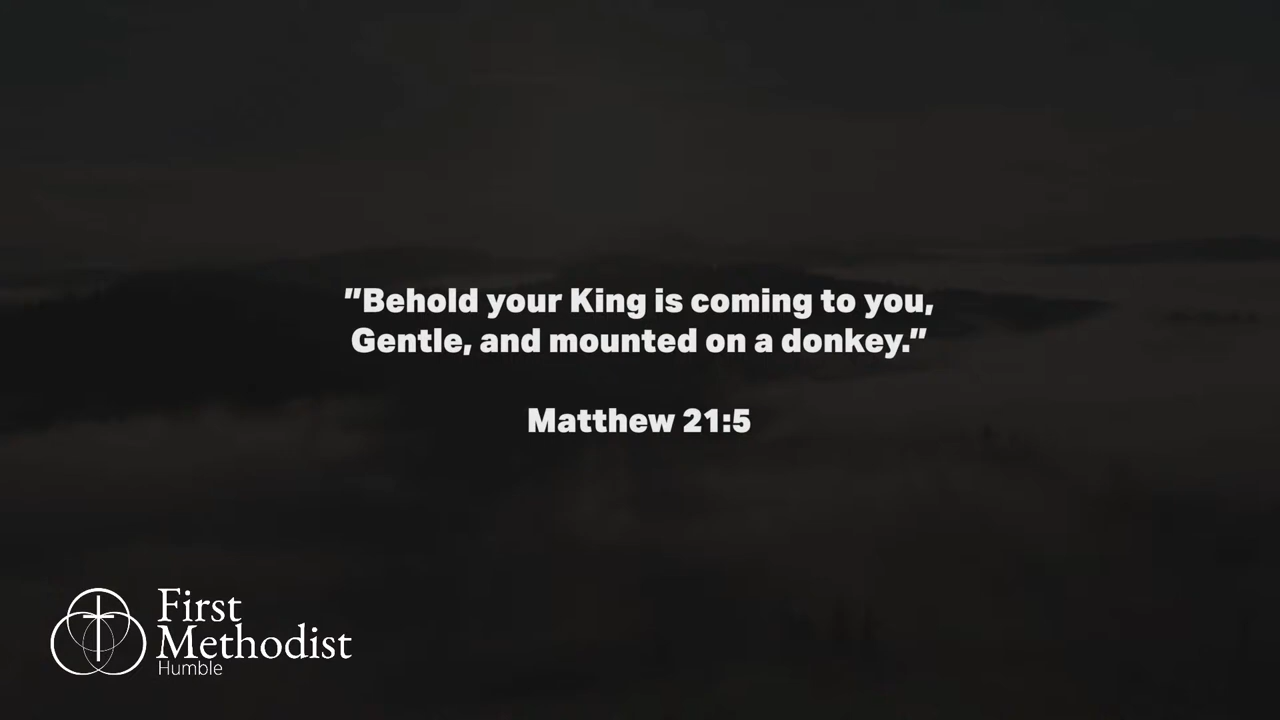 "Behold your King is coming to you,
Gentle, and mounted on a donkey."
Matthew 21:5
First
Methodist
Humble